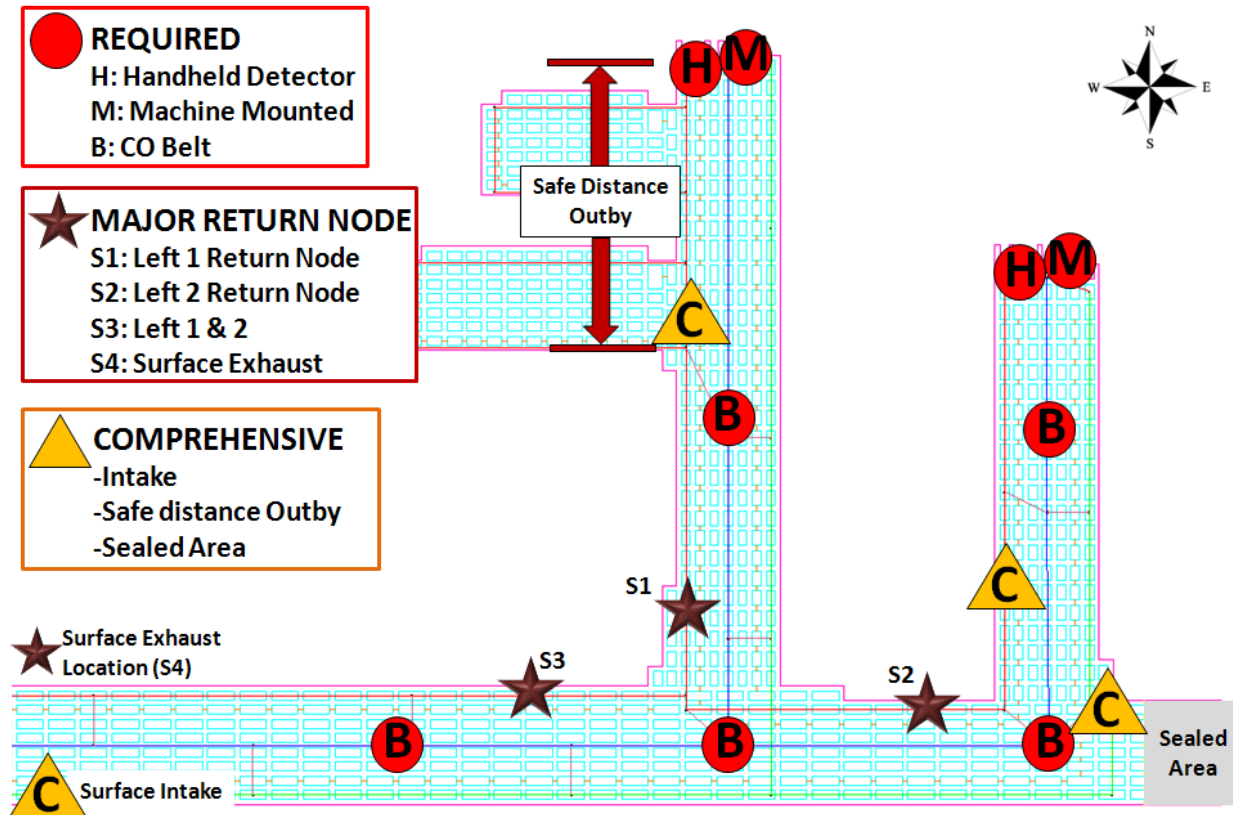 REQUIRED
H: Handheld Detector
M: Machine Mounted
B: CO Belt
MAJOR RETURN NODE
S1: Left 1 Return Node
S2: Left 2 Return Node
S3: Left 1 & 2
S4: Surface Exhaust
COMPREHENSIVE
-Intake
-Safe distance Outby
-Sealed Area
Surface Exhaust
Location (S4)
Safe Distance
Outby
H
M
N
W
E
S
C
B
H
M
B
C
S1
S3
S2
C
B
B
B
Sealed
Area
C
Surface Intake